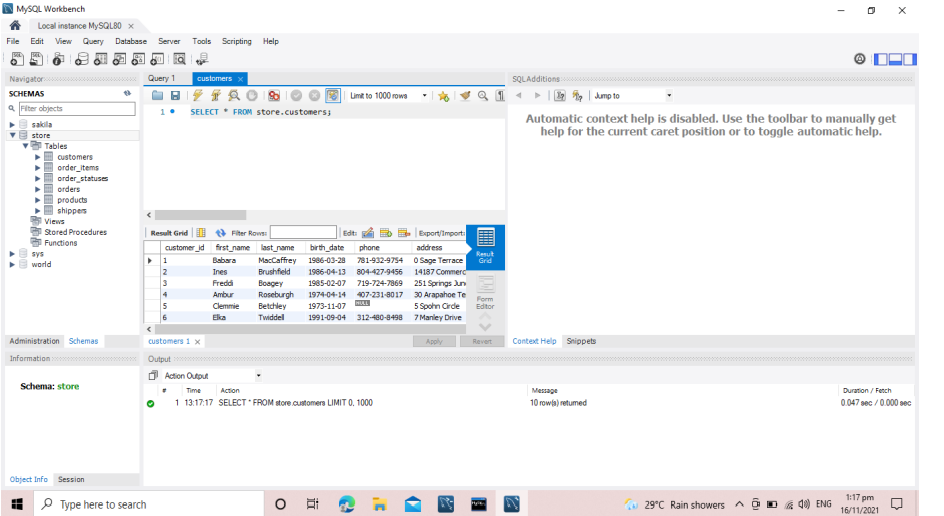 MySQL Workbench
Local instance MySQL80 ×
File Edit View Query Database Server Tools Scripting Help
Navigator
SCHEMAS
Filter objects
sakila
store
Tables
customers
order_items
order_statuses
orders
products
shippers
Views
Stored Procedures
Functions
sys
world
Administration Schemas
Query 1 customers ×
Limit to 1000 rows
1 SELECT * FROM store.customers;
Result Grid Filter Rows: Edit: Export/Import:
customer_id first_name last_name birth_date phone address
1 Babara MacCaffrey 1986-03-28 781-932-9754 0 Sage Terrace
2 Ines Brushfield 1986-04-13 804-427-9456 14187 Commerc
3 Freddi Boagey 1985-02-07 719-724-7869 251 Springs Jun
4 Ambur Roseburgh 1974-04-14 407-231-8017 30 Arapahoe Te
5 Clemmie Betchley 1973-11-07 NULL 5 Spohn Circle
6 Elka Twiddell 1991-09-04 312-480-8498 7 Manley Drive
Result Grid
Form Editor
customers 1 × Apply Revert
SQLAdditions
Jump to
Automatic context help is disabled. Use the toolbar to manually get
help for the current caret position or to toggle automatic help.
Context Help Snippets
Information
Schema: store
Object Info Session
Output
Action Output
# Time Action Message Duration / Fetch
1 13:17:17 SELECT * FROM store.customers LIMIT 0, 1000 10 row(s) returned 0.047 sec / 0.000 sec
Type here to search
29°C Rain showers ENG
1:17 pm
16/11/2021